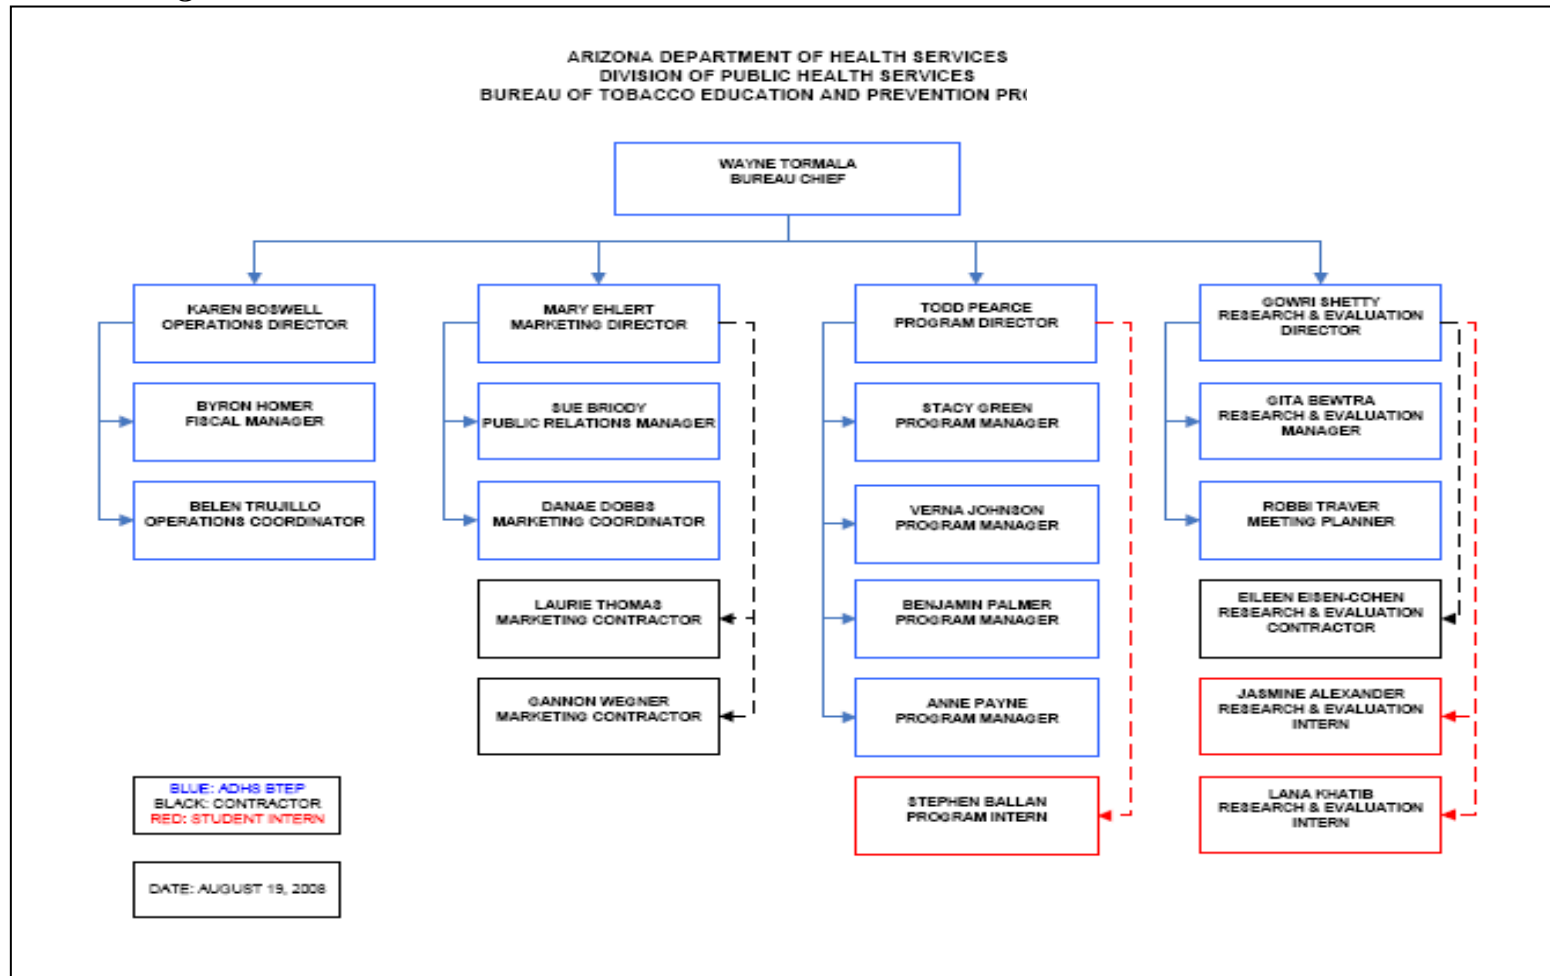 ARIZONA DEPARTMENT OF HEALTH SERVICES
DIVISION OF PUBLIC HEALTH SERVICES
BUREAU OF TOBACCO EDUCATION AND PREVENTION PR
WAYNE TORMALA
BUREAU CHIEF
KAREN BOSWELL
OPERATIONS DIRECTOR
BYRON HOMER
FISCAL MANAGER
BELEN TRUJILLO
OPERATIONS COORDINATOR
MARY EHLERT
MARKETING DIRECTOR
SUE BRIODY
PUBLIC RELATIONS MANAGER
DANAE DOBBS
MARKETING COORDINATOR
LAURIE THOMAS
MARKETING CONTRACTOR
GANNON WEGNER
MARKETING CONTRACTOR
TODD PEARCE
PROGRAM DIRECTOR
STACY GREEN
PROGRAM MANAGER
VERNA JOHNSON
PROGRAM MANAGER
BENJAMIN PALMER
PROGRAM MANAGER
ANNE PAYNE
PROGRAM MANAGER
STEPHEN BALLAN
PROGRAM INTERN
GOWRI SHETTY
RESEARCH & EVALUATION
DIRECTOR
GITA BEWTRA
RESEARCH & EVALUATION
MANAGER
ROBBI TRAVER
MEETING PLANNER
EILEEN EISEN-COHEN
RESEARCH & EVALUATION
CONTRACTOR
JASMINE ALEXANDER
RESEARCH & EVALUATION
INTERN
LANA KHATIB
RESEARCH & EVALUATION
INTERN
BLUE: ADHS BTEP
BLACK: CONTRACTOR
RED: STUDENT INTERN
DATE: AUGUST 19, 2008